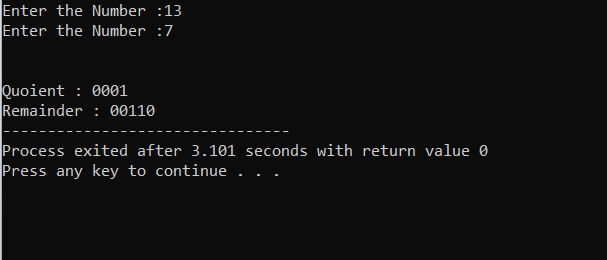 Enter the Number :13
Enter the Number :7
Quoient : 0001
Remainder : 00110
--------------------------------
Process exited after 3.101 seconds with return value 0
Press any key to continue . . .